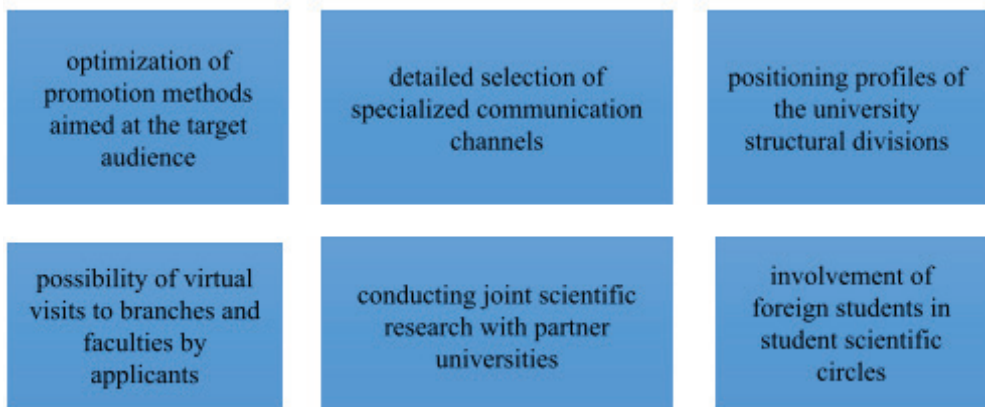 optimization of
promotion methods
aimed at the target
audience
detailed selection of
specialized communication
channels
positioning profiles of
the university
structural divisions
possibility of virtual
visits to branches and
faculties by
applicants
conducting joint scientific
research with partner
universities
involvement of
foreign students in
student scientific
circles